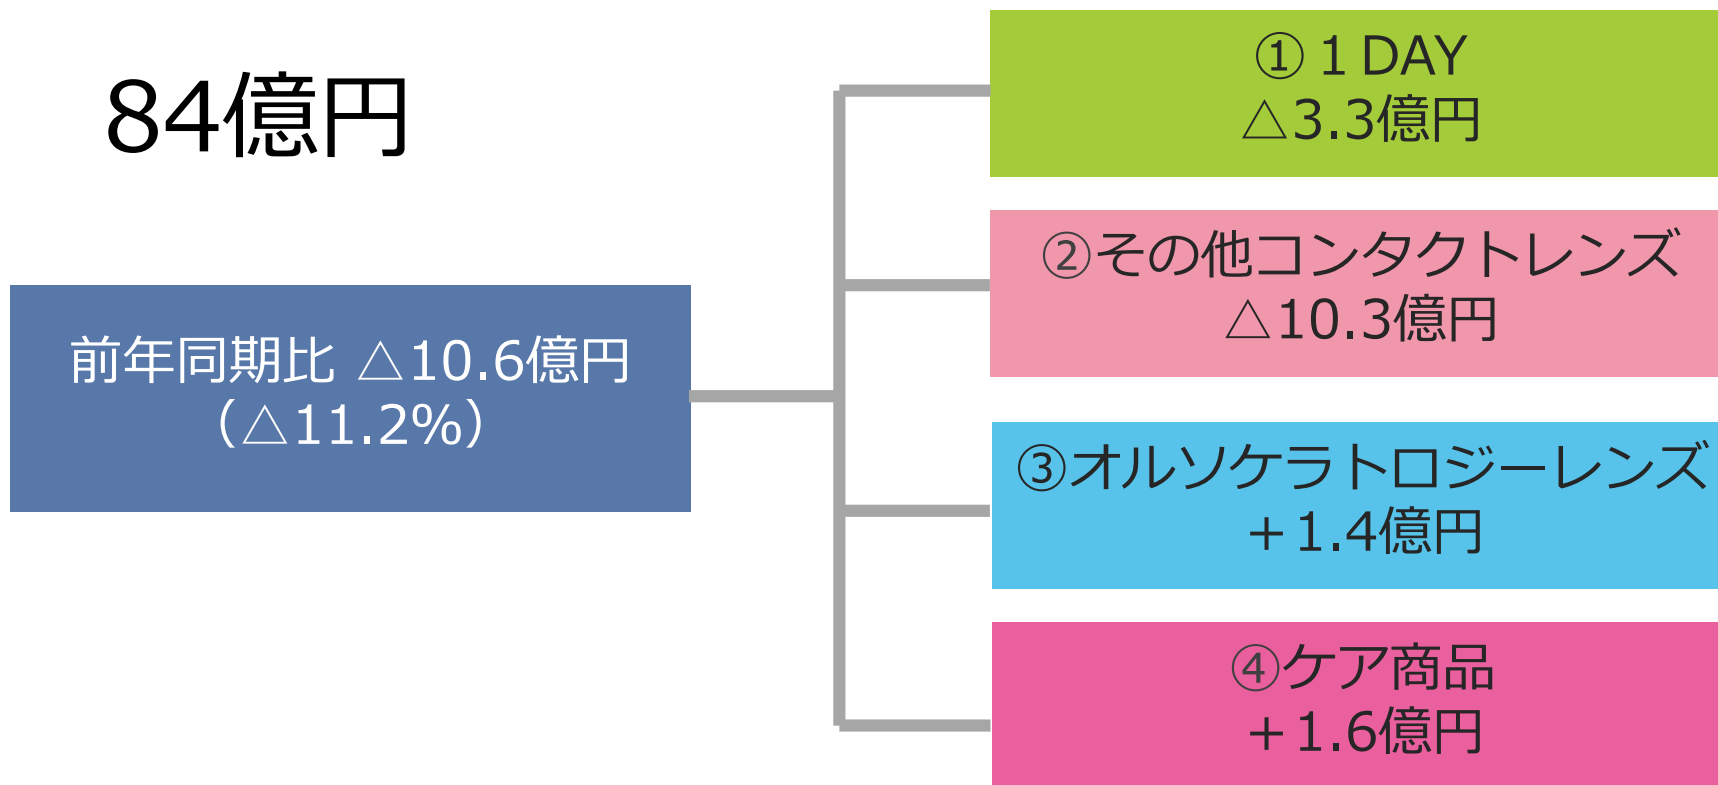 84億円
前年同期比 △10.6億円
（△11.2%）
①１DAY
△3.3億円
②その他コンタクトレンズ
△10.3億円
③オルソケラトロジーレンズ
＋1.4億円
④ケア商品
＋1.6億円